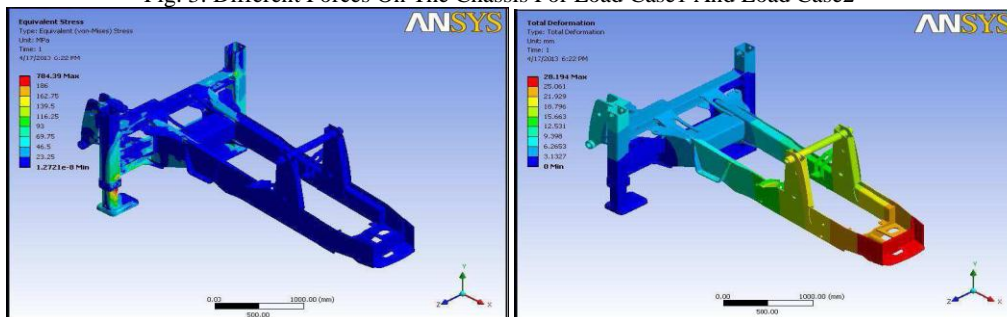 Fig. 5. Different Forces On The Chassis For Load Case1 And Load Case2
Equivalent Stress
Type: Equivalent (von-Mises) Stress
Unit: MPa
Time: 1
4/17/2013 6:22 PM
784.39 Max
186
162.75
139.5
116.25
93
69.75
46.5
23.25
1.2721e-8 Min
ANSYS
0.00 1000.00 (mm)
500.00
Y
Z X
Total Deformation
Type: Total Deformation
Unit: mm
Time: 1
4/17/2013 6:22 PM
28.194 Max
25.061
21.929
18.796
15.663
12.531
9.398
6.2653
3.1327
0 Min
ANSYS
0.00 1000.00 (mm)
500.00
Y
Z X